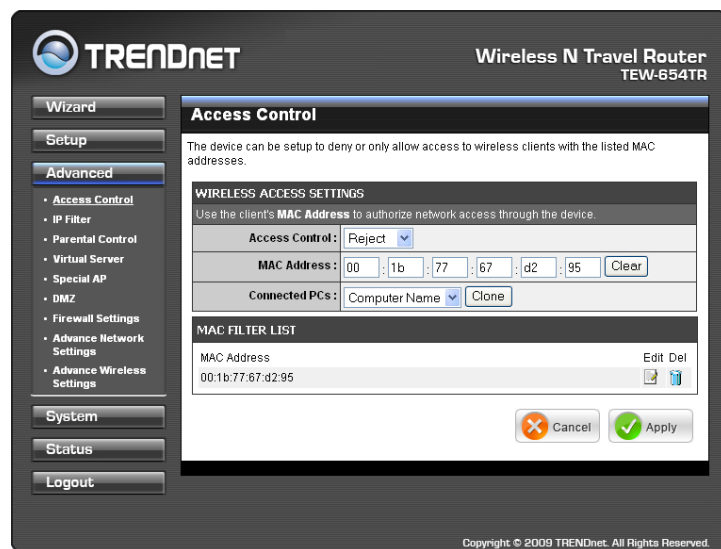 TRENDNET
Wireless N Travel Router
TEW-654TR
Wizard
Setup
Advanced
• Access Control
• IP Filter
• Parental Control
• Virtual Server
• Special AP
• DMZ
• Firewall Settings
• Advance Network
Settings
• Advance Wireless
Settings
System
Status
Logout
Access Control
The device can be setup to deny or only allow access to wireless clients with the listed MAC
addresses.
WIRELESS ACCESS SETTINGS
Use the client's MAC Address to authorize network access through the device.
Access Control : Reject
MAC Address : 00 : 1b : 77 : 67 : d2 : 95 Clear
Connected PCs : Computer Name Clone
MAC FILTER LIST
MAC Address Edit Del
00:1b:77:67:d2:95
Cancel Apply
Copyright © 2009 TRENDnet. All Rights Reserved.